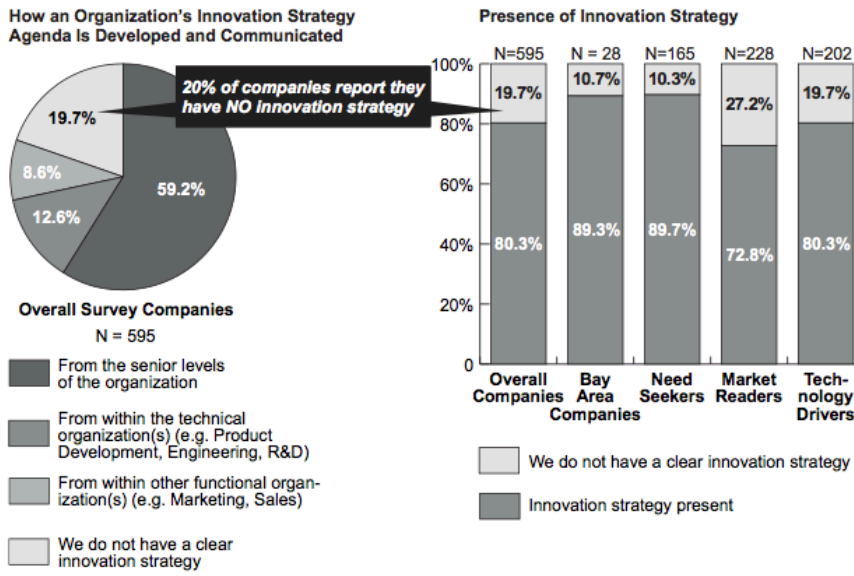 How an Organization's Innovation Strategy
Agenda Is Developed and Communicated
19.7%
8.6%
12.6%
59.2%
20% of companies report they
have NO innovation strategy
Overall Survey Companies
N = 595
From the senior levels
of the organization
From within the technical
organization(s) (e.g. Product
Development, Engineering, R&D)
From within other functional organ-
ization(s) (e.g. Marketing, Sales)
We do not have a clear
innovation strategy
Presence of Innovation Strategy
N=595 N = 28 N=165 N=228 N=202
100%
80%
60%
40%
20%
0
19.7% 10.7% 10.3% 27.2% 19.7%
80.3% 89.3% 89.7% 72.8% 80.3%
Overall
Companies
Bay
Area
Companies
Need
Seekers
Market
Readers
Tech-
nology
Drivers
We do not have a clear innovation strategy
Innovation strategy present